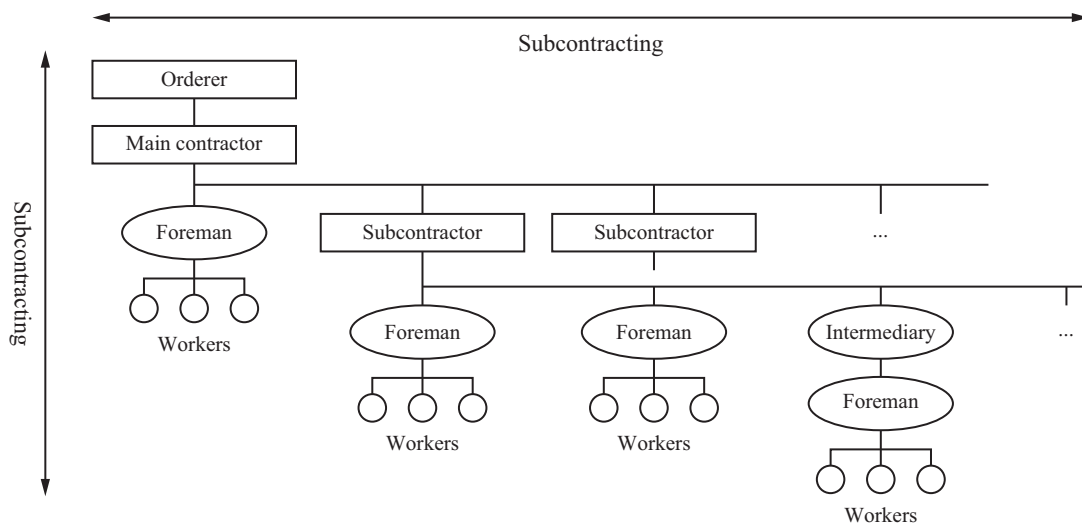 Subcontracting
Orderer
Main contractor
Subcontracting
Foreman
Subcontractor
Subcontractor
...
Workers
Foreman
Foreman
Intermediary
...
Foreman
Workers
Workers
Workers